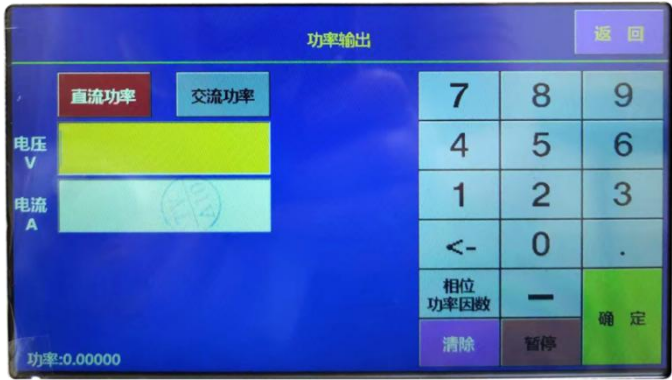 功率输出
返 回
直流功率
交流功率
电压
V
电流
A
7 8 9
4 5 6
1 2 3
<- 0 .
相位
功率因数
—
确 定
清除
暂停
功率:0.00000